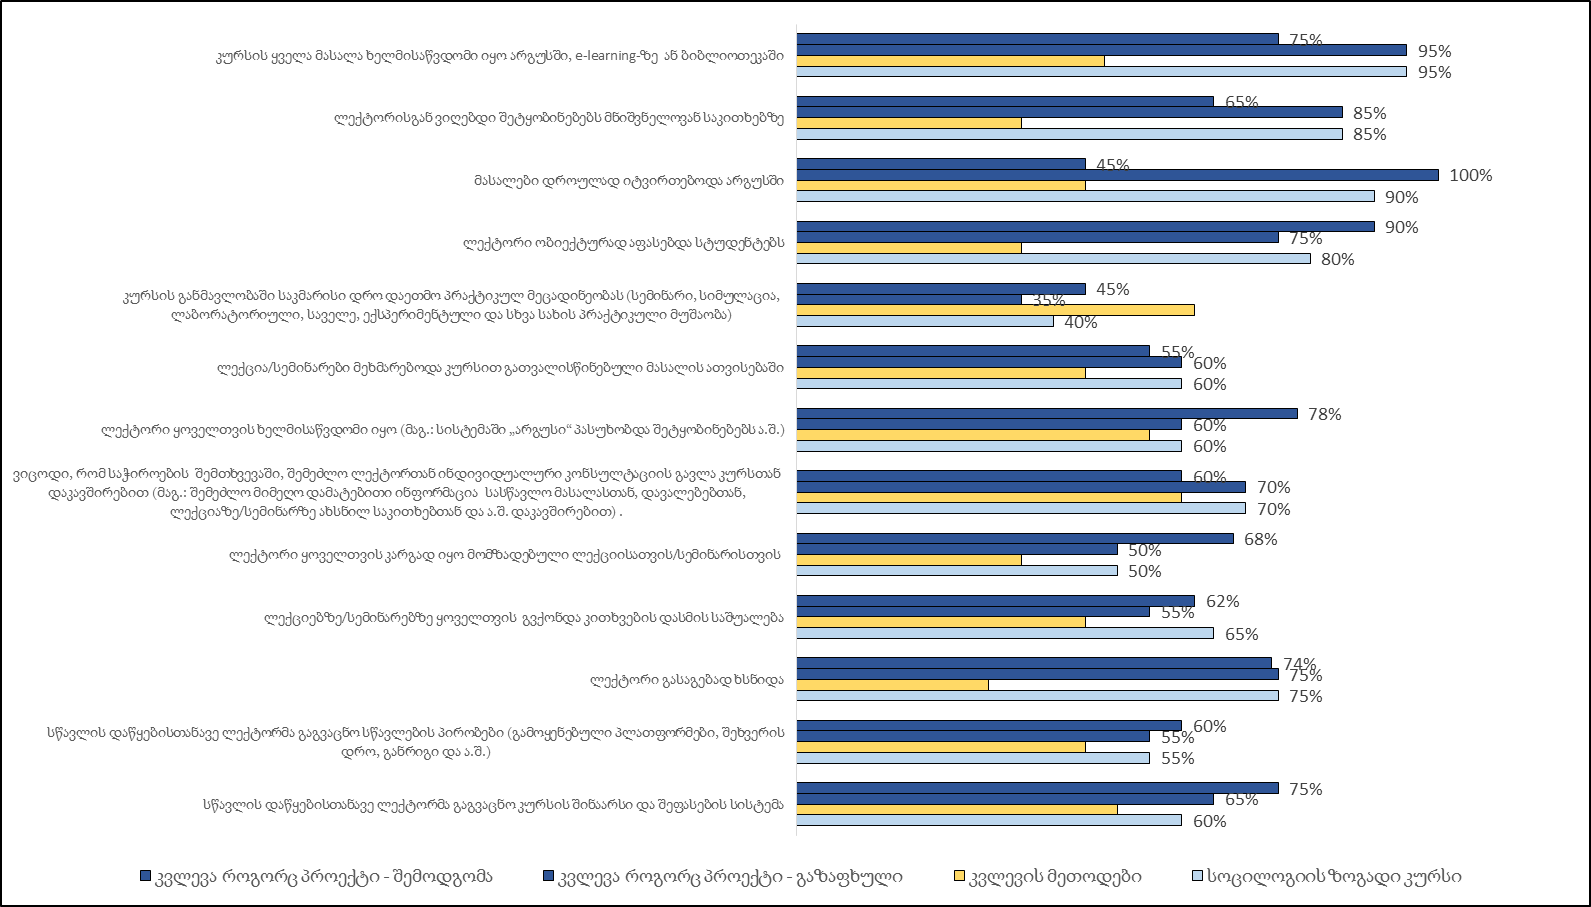 კურსის ყველა მასალა ხელმისაწვდომი იყო არგუსში, e-learning-ზე ან ბიბლიოთეკაში
75%
95%
95%
ლექტორისგან ვიღებდი შეტყობინებებს მნიშვნელოვან საკითხებზე
65%
85%
85%
მასალები დროულად იტვირთებოდა არგუსში
45%
100%
90%
ლექტორი ობიექტურად აფასებდა სტუდენტებს
90%
75%
80%
კურსის განმავლობაში საკმარისი დრო დაეთმო პრაქტიკულ მეცადინეობას (სემინარი, სიმულაცია,
ლაბორატორიული, საველე, ექსპერიმენტული და სხვა სახის პრაქტიკული მუშაობა)
45%
35%
40%
ლექცია/სემინარები მეხმარებოდა კურსით გათვალისწინებული მასალის ათვისებაში
55%
60%
60%
ლექტორი ყოველთვის ხელმისაწვდომი იყო (მაგ.: სისტემაში „არგუსი“ პასუხობდა შეტყობინებებს ა.შ.)
78%
60%
60%
ვიცოდი, რომ საჭიროების შემთხვევაში, შემეძლო ლექტორთან ინდივიდუალური კონსულტაციის გავლა კურსთან
დაკავშირებით (მაგ.: შემეძლო მიმეღო დამატებითი ინფორმაცია სასწავლო მასალასთან, დავალებებთან,
ლექციაზე/სემინარზე ახსნილ საკითხებთან და ა.შ. დაკავშირებით) .
60%
70%
70%
ლექტორი ყოველთვის კარგად იყო მომზადებული ლექციისათვის/სემინარისთვის
68%
50%
50%
ლექციებზე/სემინარებზე ყოველთვის გვქონდა კითხვების დასმის საშუალება
62%
55%
65%
ლექტორი გასაგებად ხსნიდა
74%
75%
75%
სწავლის დაწყებისთანავე ლექტორმა გაგვაცნო სწავლების პირობები (გამოყენებული პლათფორმები, შეხვერის
დრო, განრიგი და ა.შ.)
60%
55%
55%
სწავლის დაწყებისთანავე ლექტორმა გაგვაცნო კურსის შინაარსი და შეფასების სისტემა
75%
65%
60%
კვლევა როგორც პროექტი - შემოდგომა
კვლევა როგორც პროექტი - გაზაფხული
კვლევის მეთოდები
სოცილოგიის ზოგადი კურსი